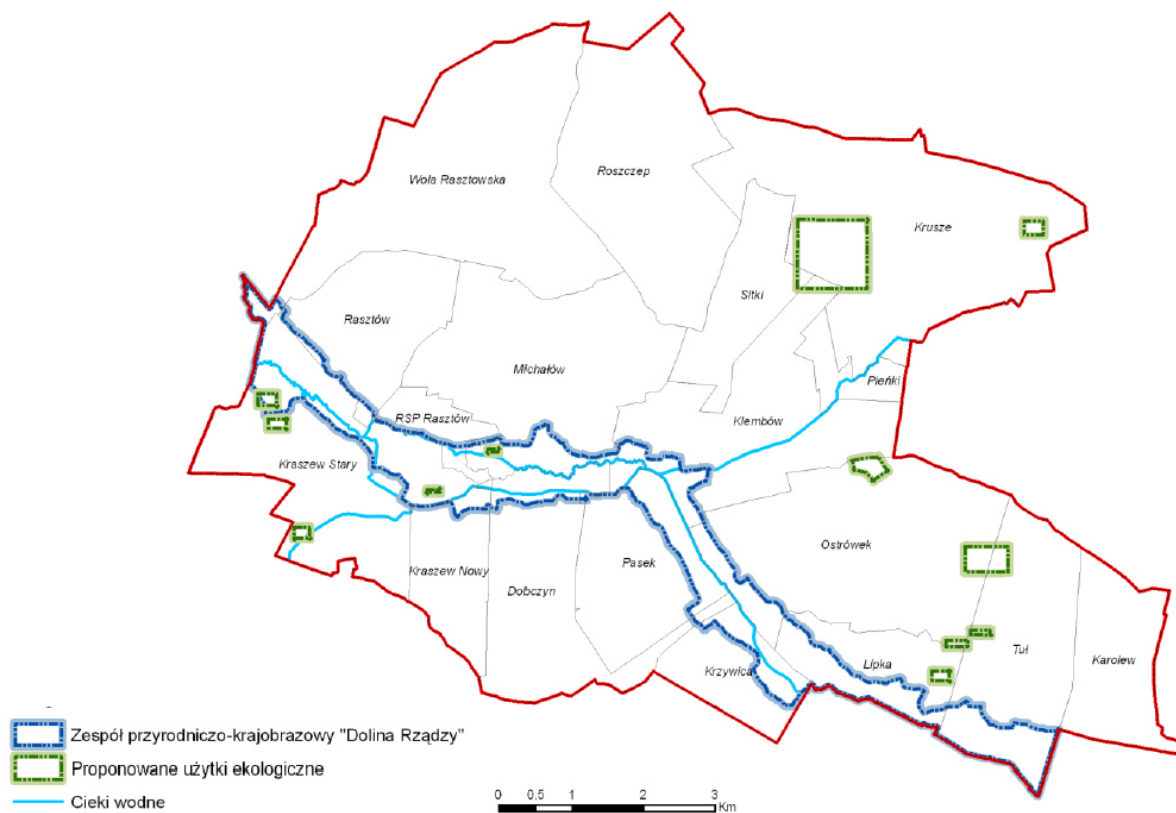 Wola Rasztowska
Roszczep
Krusze
Sitki
Rasztów
Michałów
Pieńki
RSP Rasztów
Klembów
Kraszew Stary
Ostrówek
Pasek
Kraszew Nowy
Dobczyn
Tuł
Lipka
Karolew
Krzywica
Zespół przyrodniczo-krajobrazowy "Dolina Rządzy"
Proponowane użytki ekologiczne
Cieki wodne
0 0.5 1 2 3
Km